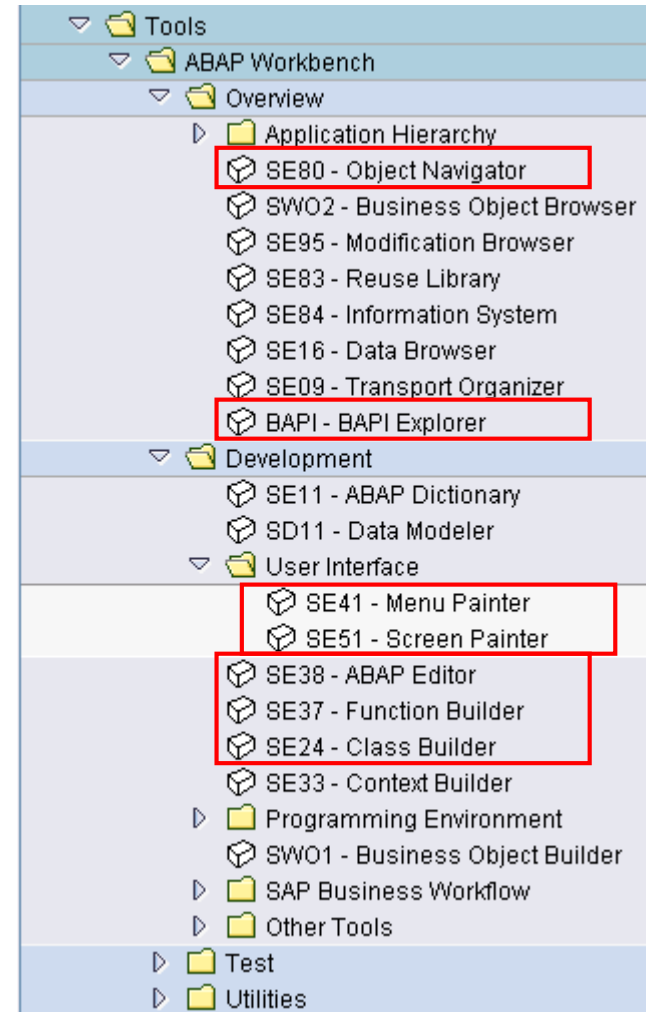 Tools
ABAP Workbench
Overview
Application Hierarchy
SE80 - Object Navigator
SWO2 - Business Object Browser
SE95 - Modification Browser
SE83 - Reuse Library
SE84 - Information System
SE16 - Data Browser
SE09 - Transport Organizer
BAPI - BAPI Explorer
Development
SE11 - ABAP Dictionary
SD11 - Data Modeler
User Interface
SE41 - Menu Painter
SE51 - Screen Painter
SE38 - ABAP Editor
SE37 - Function Builder
SE24 - Class Builder
SE33 - Context Builder
Programming Environment
SWO1 - Business Object Builder
SAP Business Workflow
Other Tools
Test
Utilities